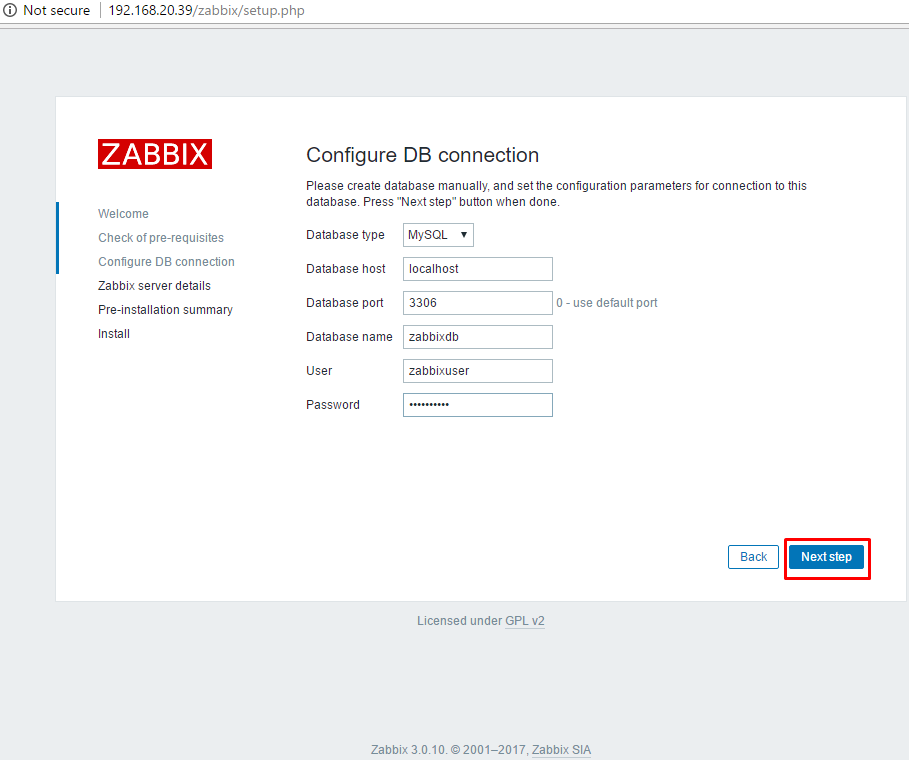 Not secure 192.168.20.39/zabbix/setup.php
ZABBIX
Welcome
Check of pre-requisites
Configure DB connection
Zabbix server details
Pre-installation summary
Install
Configure DB connection
Please create database manually, and set the configuration parameters for connection to this
database. Press "Next step" button when done.
Database type MySQL ▼
Database host localhost
Database port 3306 0 - use default port
Database name zabbixdb
User zabbixuser
Password ••••••••••
Back Next step
Licensed under GPL v2
Zabbix 3.0.10. © 2001–2017, Zabbix SIA